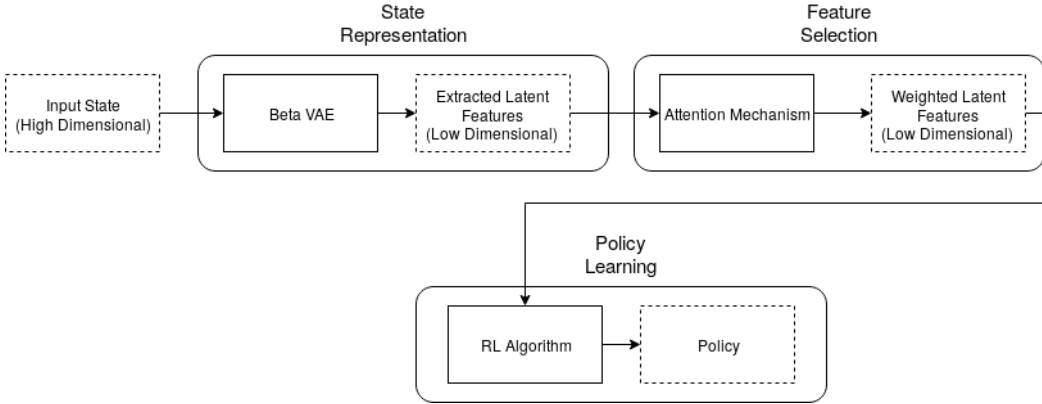 State
Representation
Feature
Selection
Input State
(High Dimensional)
Beta VAE
Extracted Latent
Features
(Low Dimensional)
Attention Mechanism
Weighted Latent
Features
(Low Dimensional)
Policy
Learning
RL Algorithm
Policy